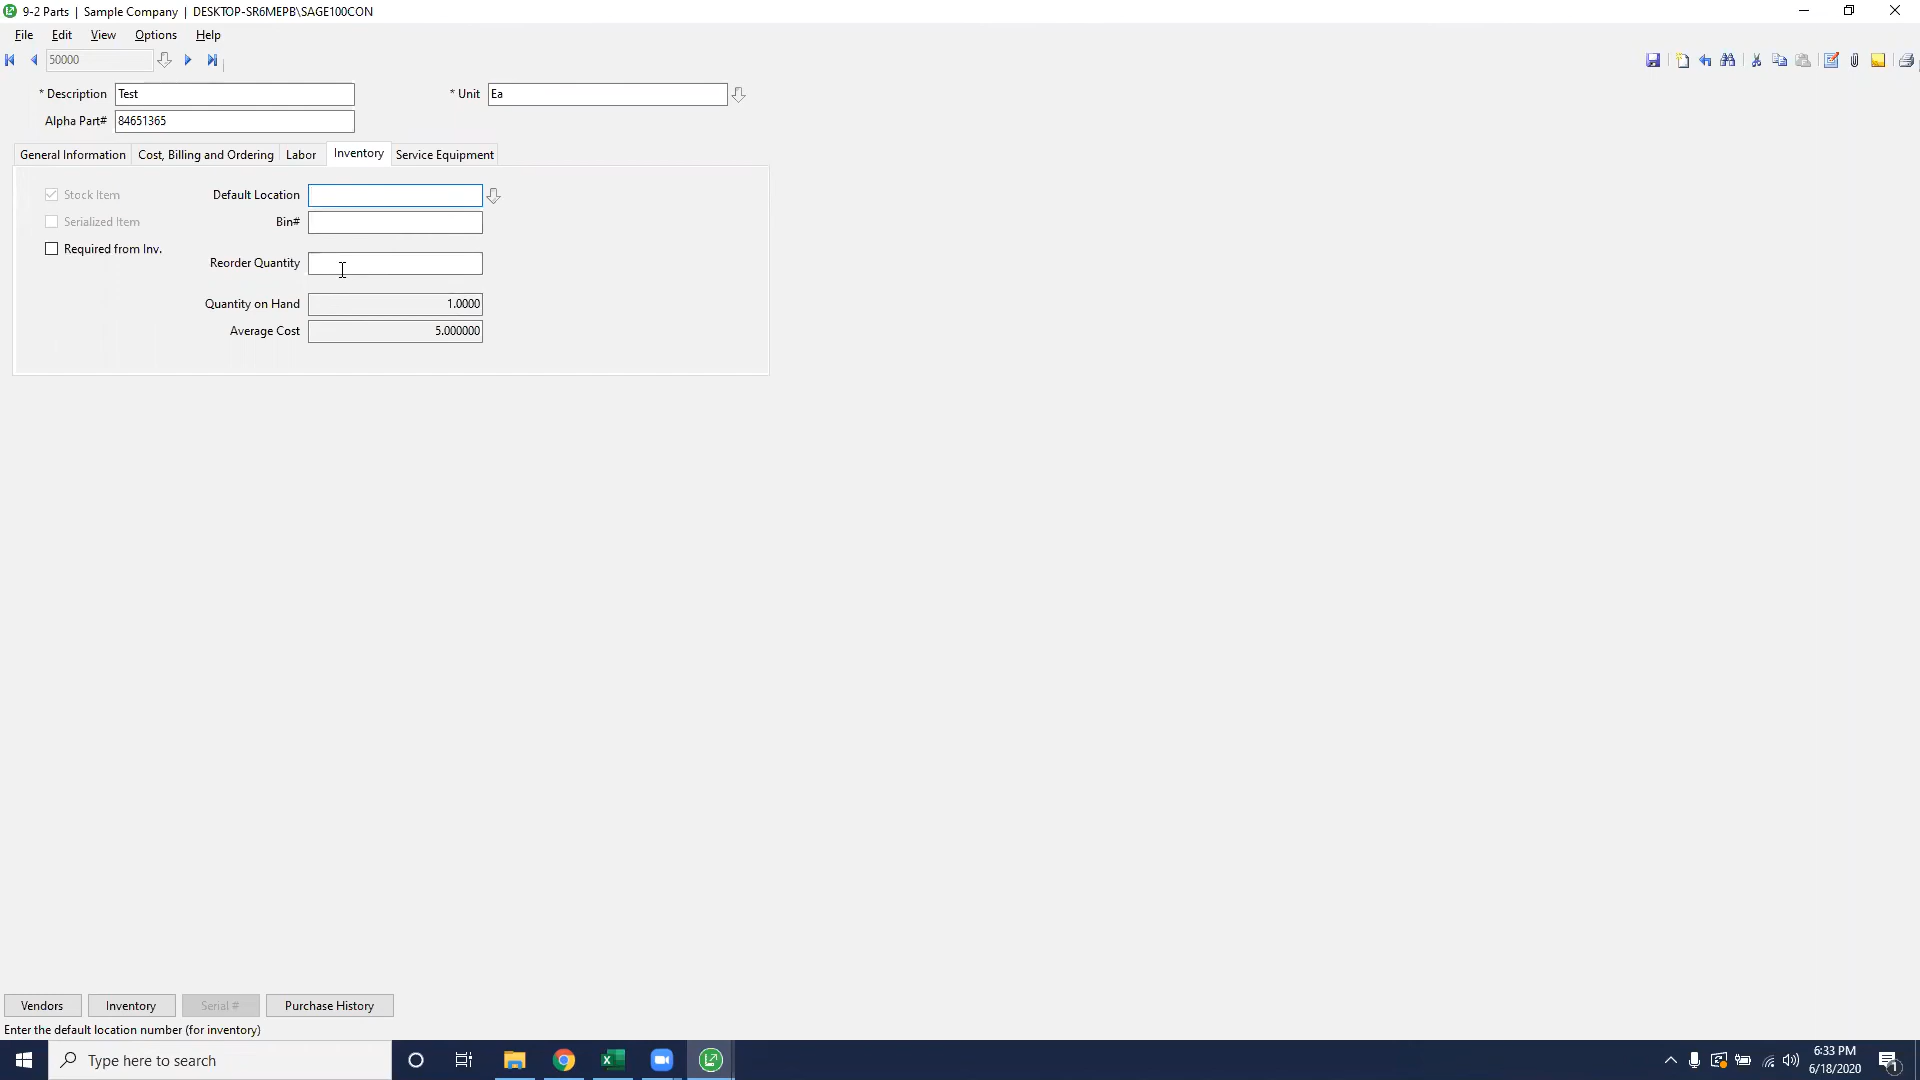 9-2 Parts | Sample Company | DESKTOP-SR6MEPB\SAGE100CON
File Edit View Options Help
50000
* Description Test * Unit Ea
Alpha Part# 84651365
General Information Cost, Billing and Ordering Labor Inventory Service Equipment
Stock Item Default Location
Serialized Item Bin#
Required from Inv.
Reorder Quantity
Quantity on Hand 1.0000
Average Cost 5.000000
Vendors Inventory Serial # Purchase History
Enter the default location number (for inventory)
Type here to search
6:33 PM
6/18/2020
1